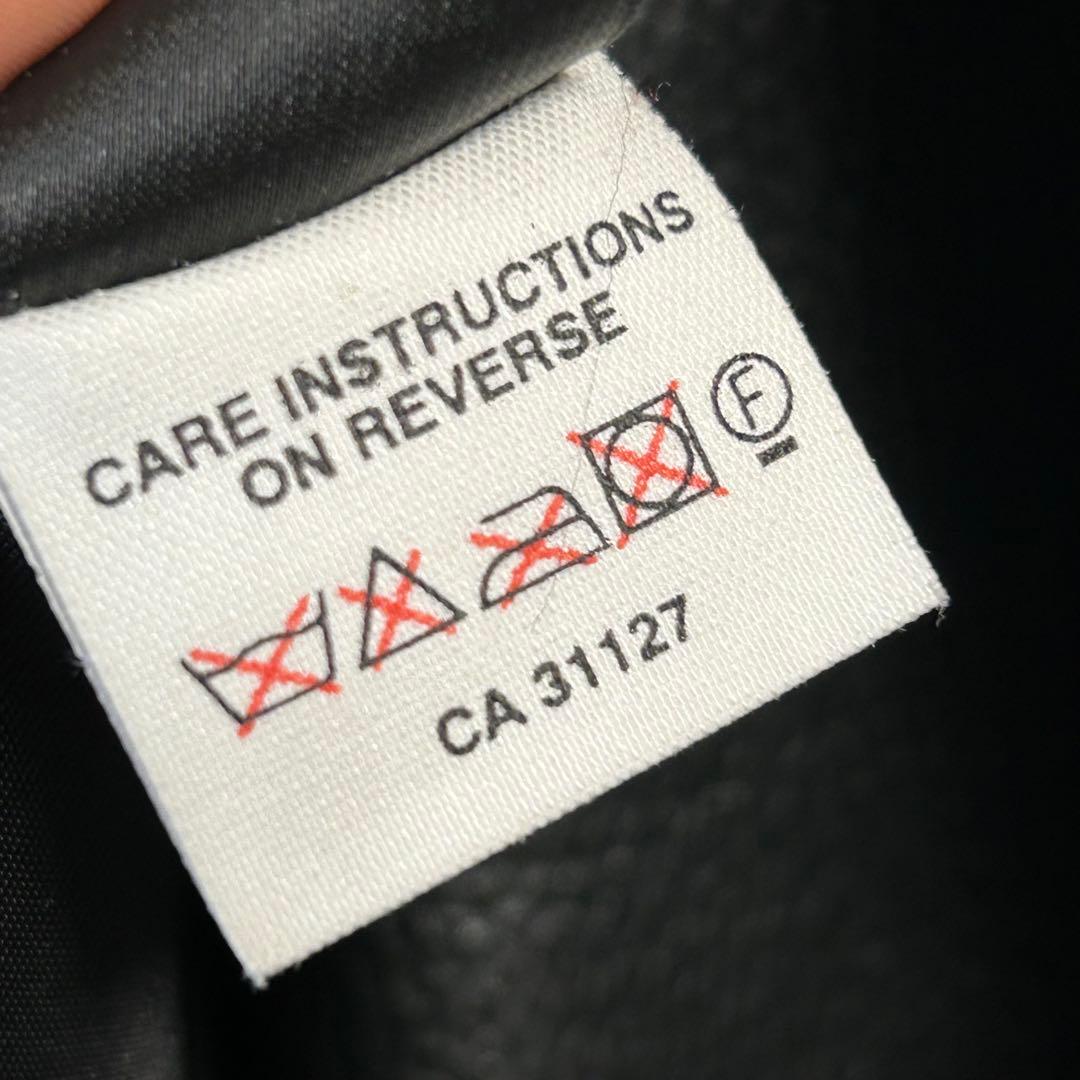 CARE INSTRUCTIONS
ON REVERSE
F
CA 31127